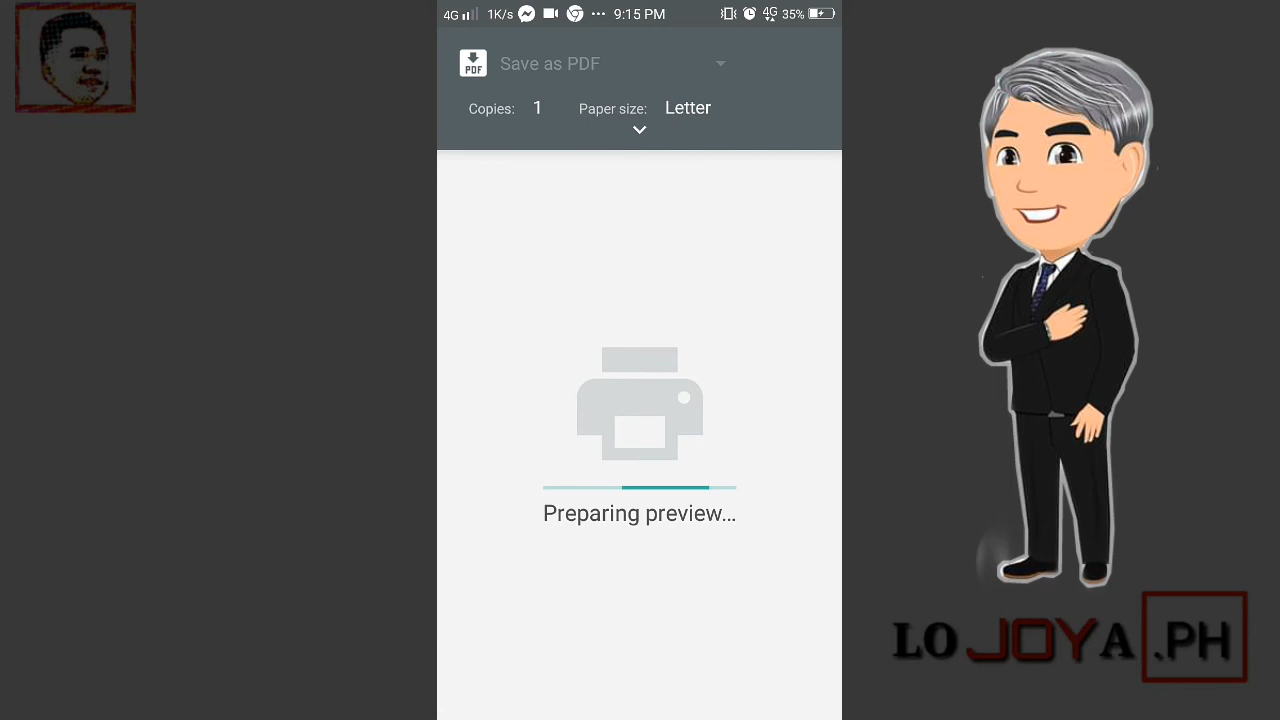 4G 1K/s ... 9:15 PM 4G 35%
PDF Save as PDF
Copies: 1 Paper size: Letter
Preparing preview...
LOJOYA.PH